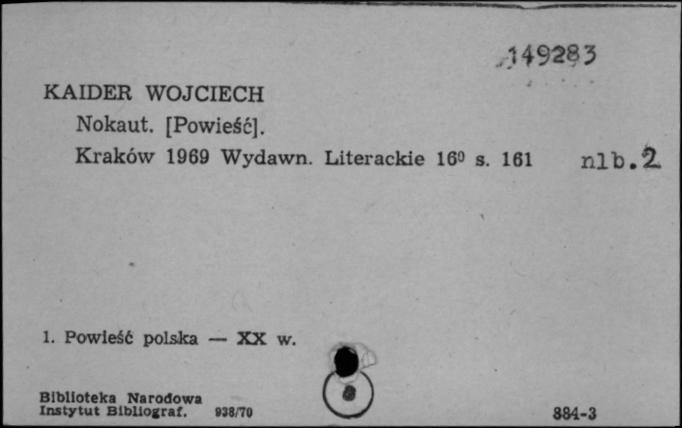 149283
KAIDER WOJCIECH
Nokaut. [Powieść].
Kraków 1969 Wydawn. Literackie 16⁰ s. 161 nlb.2
1. Powieść polska — XX w.
Biblioteka Narodowa
Instytut Bibliograf. 938/70
884-3